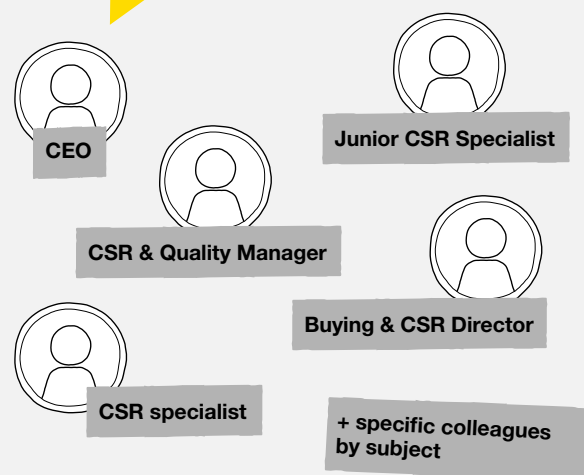 CEO
Junior CSR Specialist
CSR & Quality Manager
Buying & CSR Director
CSR specialist
+ specific colleagues
by subject